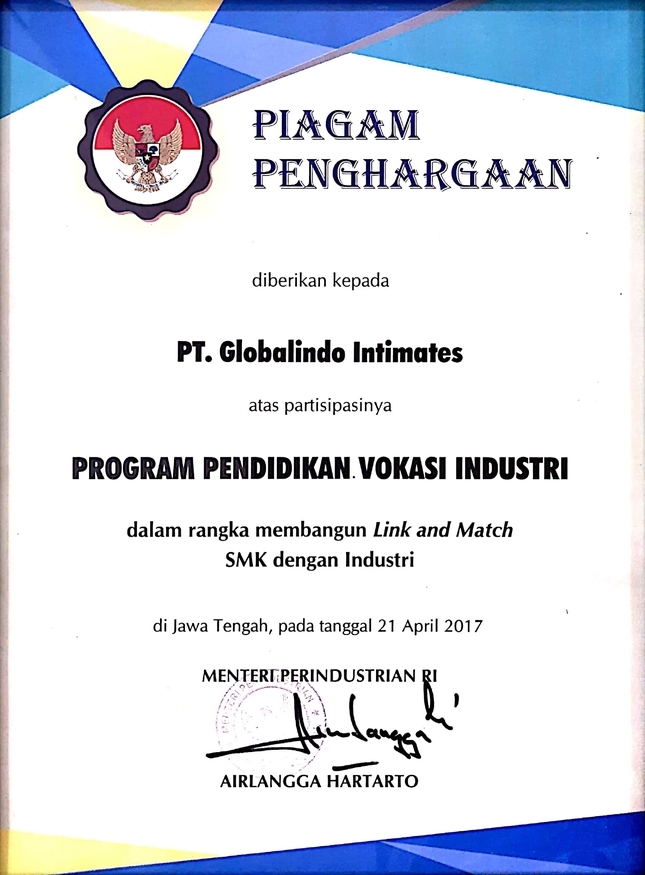 PIAGAM
PENGHARGAAN
diberikan kepada
PT. Globalindo Intimates
atas partisipasinya
PROGRAM PENDIDIKAN VOKASI INDUSTRI
dalam rangka membangun Link and Match
SMK dengan Industri
di Jawa Tengah, pada tanggal 21 April 2017
MENTERI PERINDUSTRIAN RI
AIRLANGGA HARTARTO